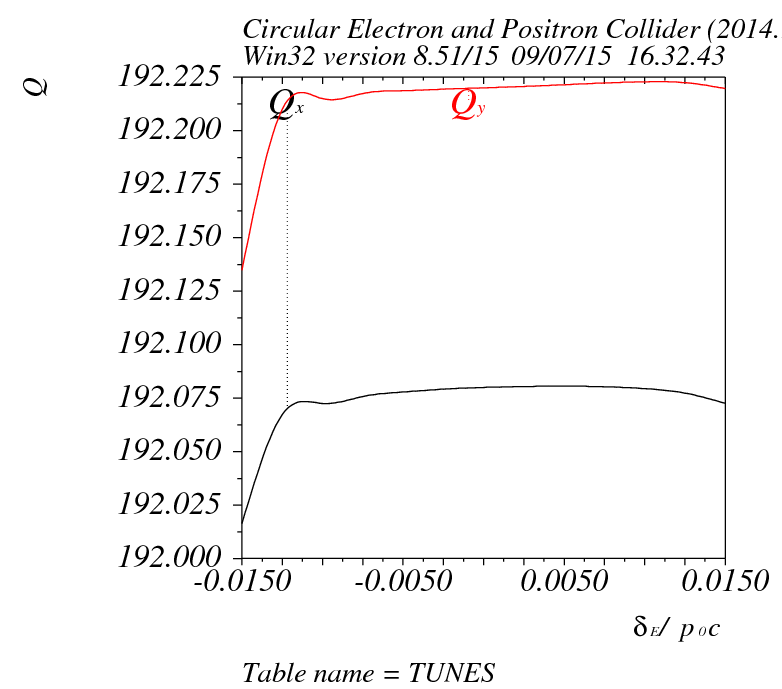 Circular Electron and Positron Collider (2014.
Win32 version 8.51/15 09/07/15 16.32.43
Q
192.225
Qx
Qy
192.200
192.175
192.150
192.125
192.100
192.075
192.050
192.025
192.000
-0.0150 -0.0050 0.0050 0.0150
δE/ p0c
Table name = TUNES